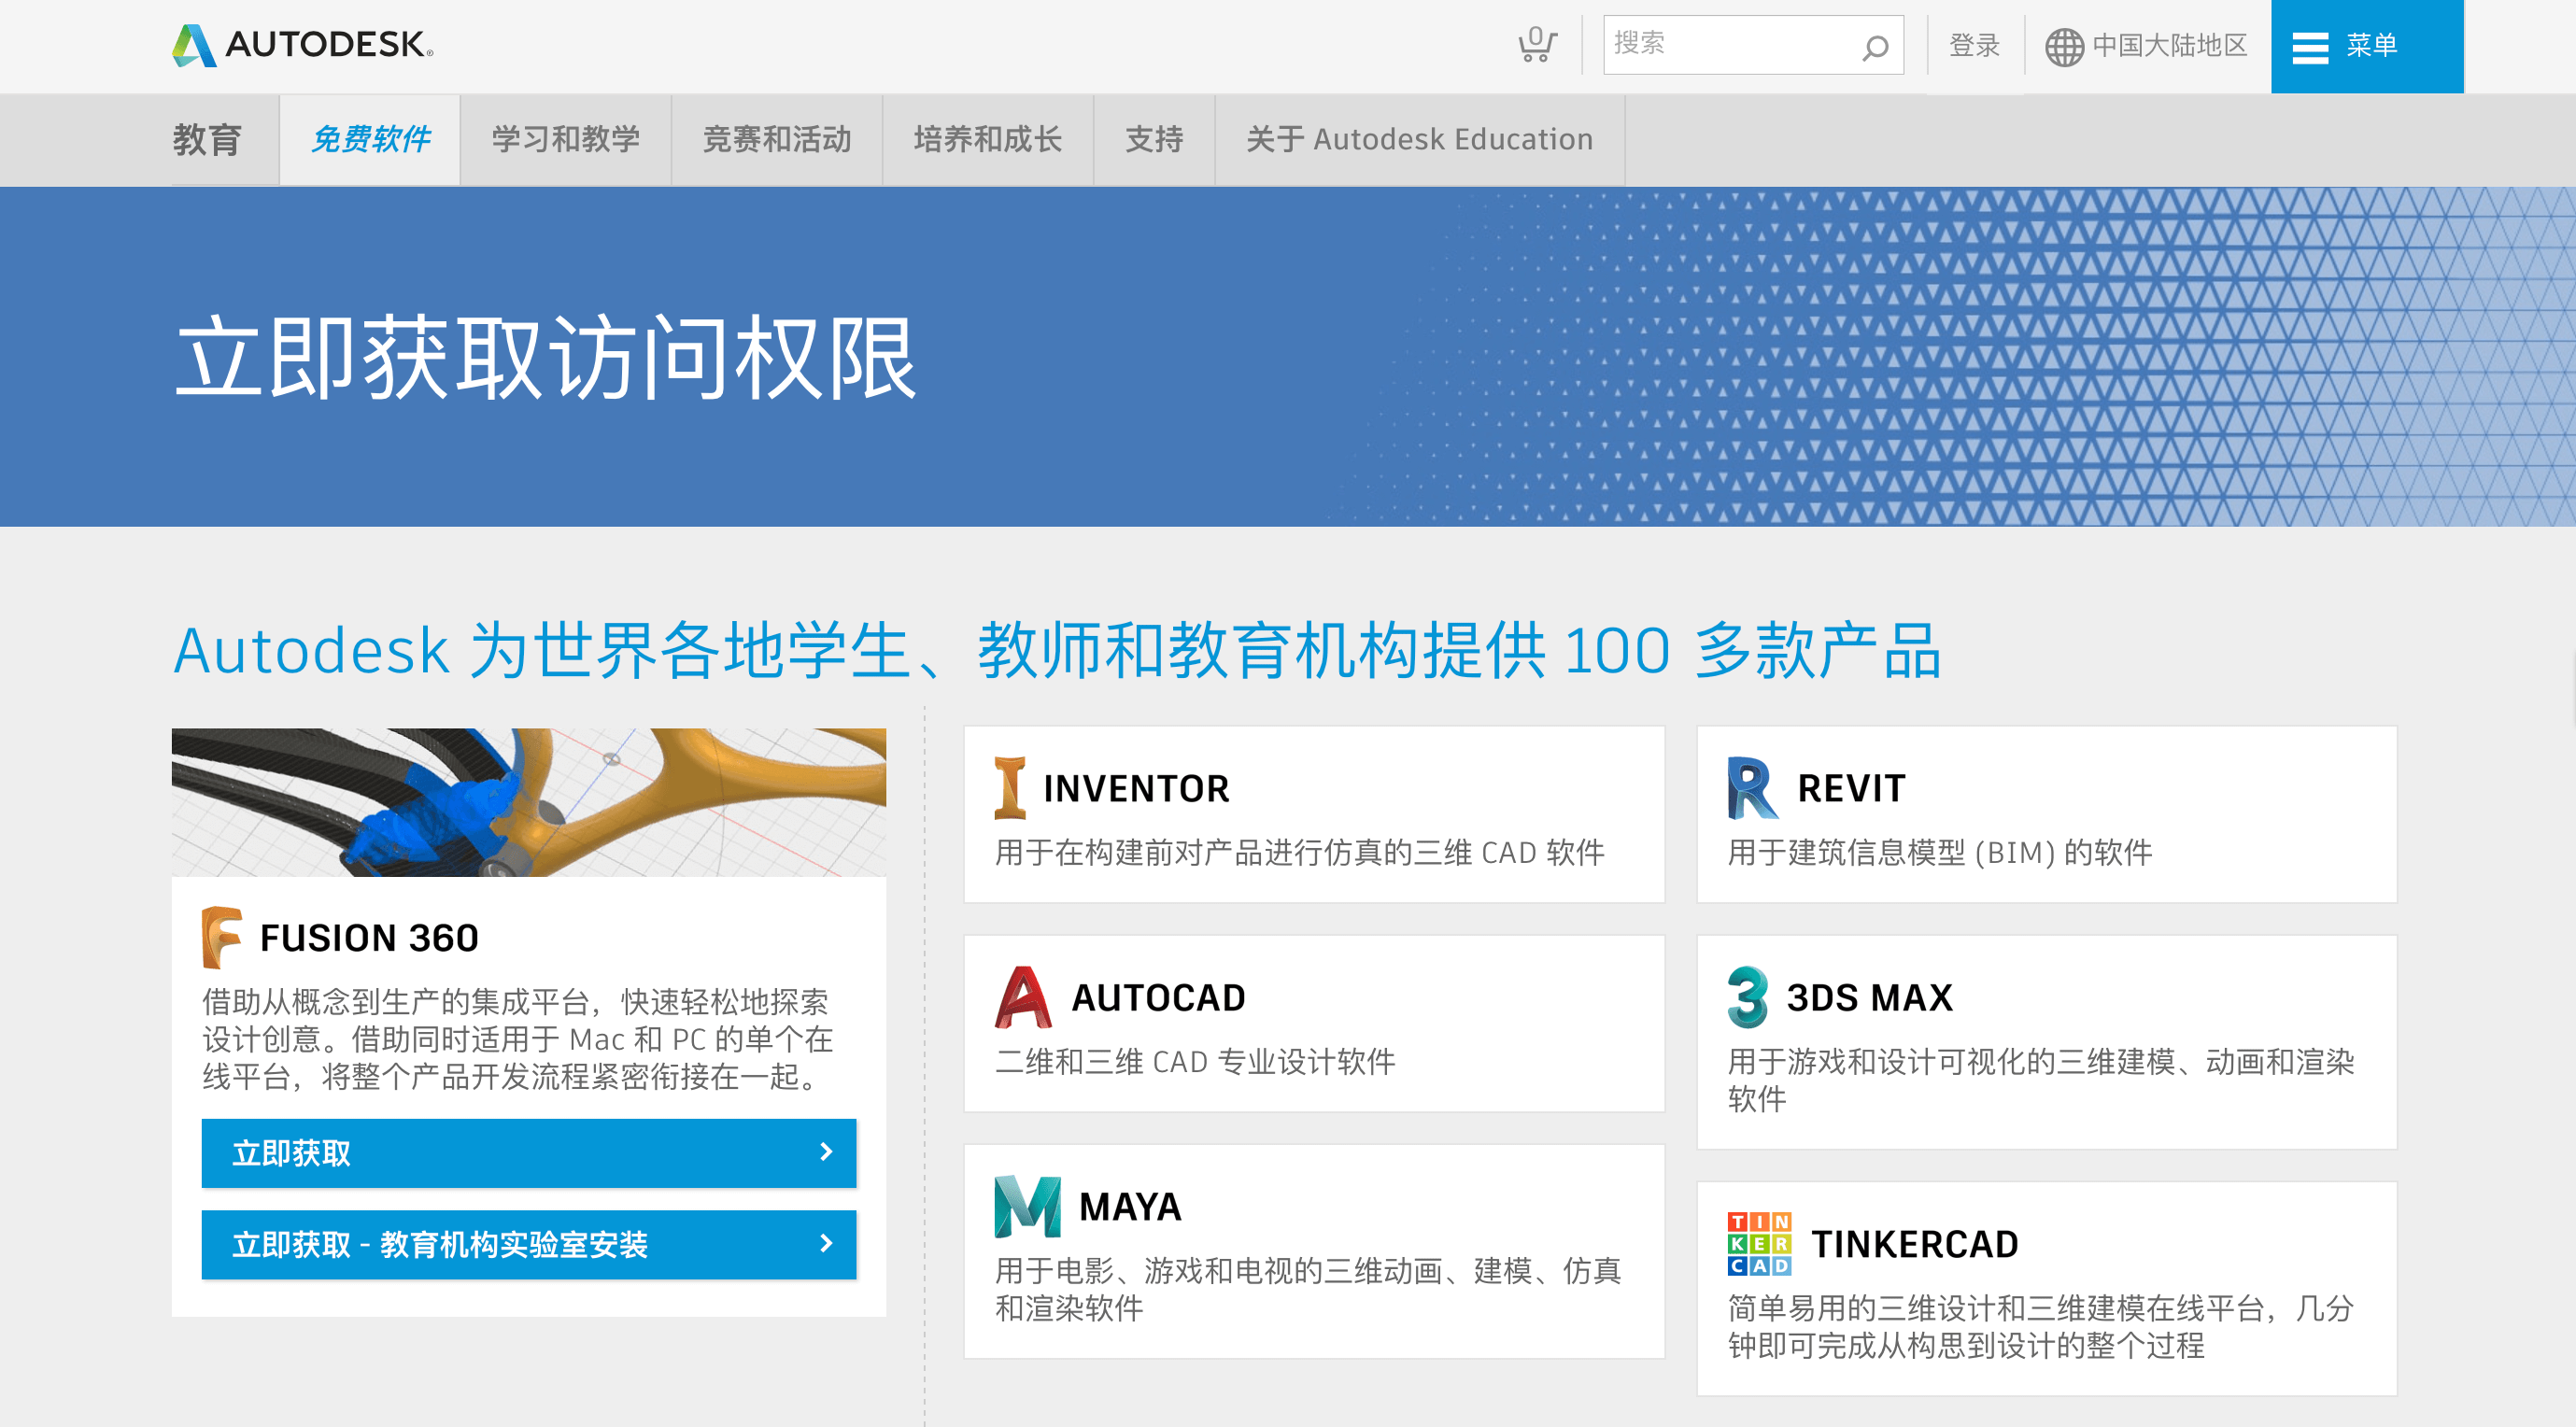 AUTODESK®
0
搜索
登录
中国大陆地区
菜单
教育
免费软件
学习和教学
竞赛和活动
培养和成长
支持
关于 Autodesk Education
立即获取访问权限
Autodesk 为世界各地学生、教师和教育机构提供 100 多款产品
FUSION 360
借助从概念到生产的集成平台，快速轻松地探索
设计创意。借助同时适用于 Mac 和 PC 的单个在
线平台，将整个产品开发流程紧密衔接在一起。
立即获取
立即获取 - 教育机构实验室安装
INVENTOR
用于在构建前对产品进行仿真的三维 CAD 软件
REVIT
用于建筑信息模型 (BIM) 的软件
AUTOCAD
二维和三维 CAD 专业设计软件
3DS MAX
用于游戏和设计可视化的三维建模、动画和渲染
软件
MAYA
用于电影、游戏和电视的三维动画、建模、仿真
和渲染软件
TIN
KER
CAD
TINKERCAD
简单易用的三维设计和三维建模在线平台，几分
钟即可完成从构思到设计的整个过程